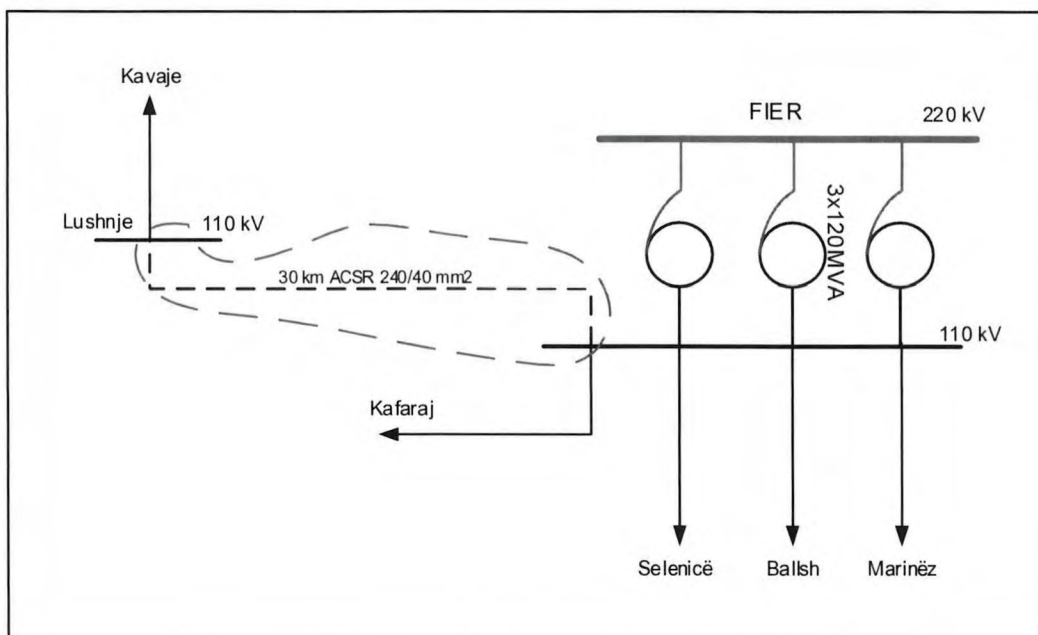 Kavaje
FIER
220 kV
Lushnje
110 kV
3x120MVA
30 km ACSR 240/40 mm2
110 kV
Kafaraj
Selenicë
Ballsh
Marinëz